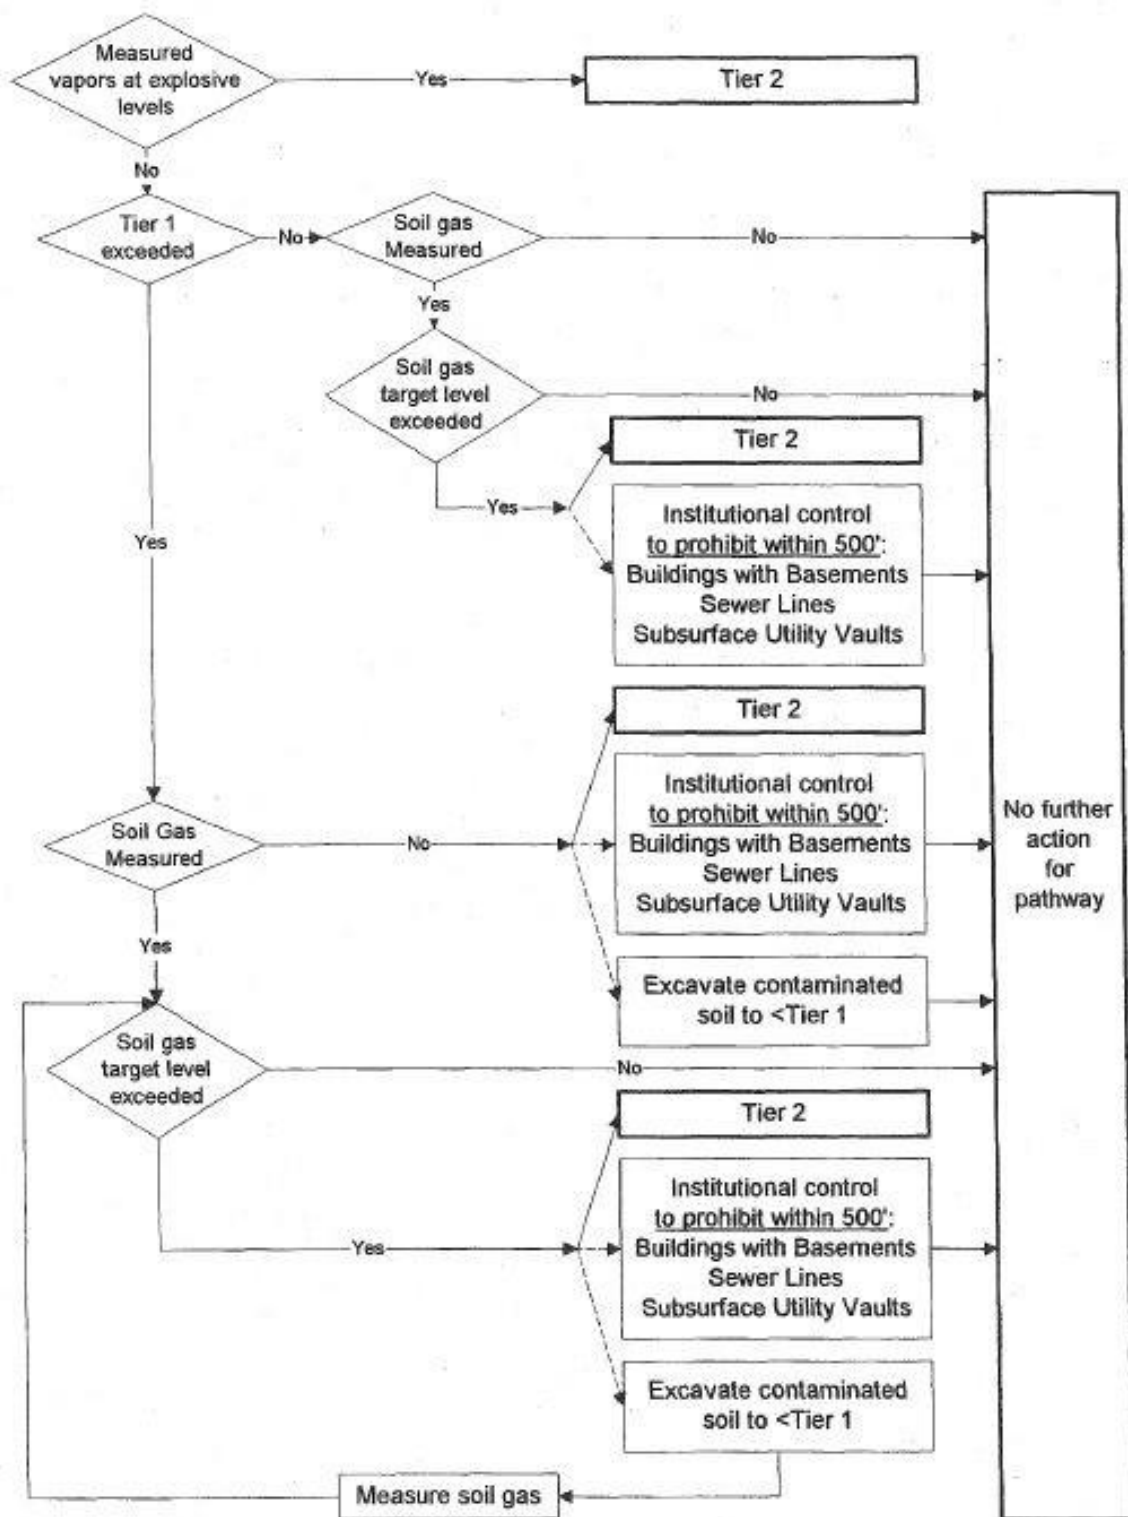 Measured
vapors at explosive
levels
Yes
Tier 2
No
Tier 1
exceeded
No
Soil gas
Measured
No
Yes
Soil gas
target level
exceeded
No
Tier 2
Yes
Institutional control
to prohibit within 500':
Buildings with Basements
Sewer Lines
Subsurface Utility Vaults
Yes
Tier 2
Institutional control
to prohibit within 500':
Buildings with Basements
Sewer Lines
Subsurface Utility Vaults
Soil Gas
Measured
No
No further
action
for
pathway
Yes
Excavate contaminated
soil to <Tier 1
Soil gas
target level
exceeded
No
Tier 2
Institutional control
to prohibit within 500':
Buildings with Basements
Sewer Lines
Subsurface Utility Vaults
Yes
Excavate contaminated
soil to <Tier 1
Measure soil gas